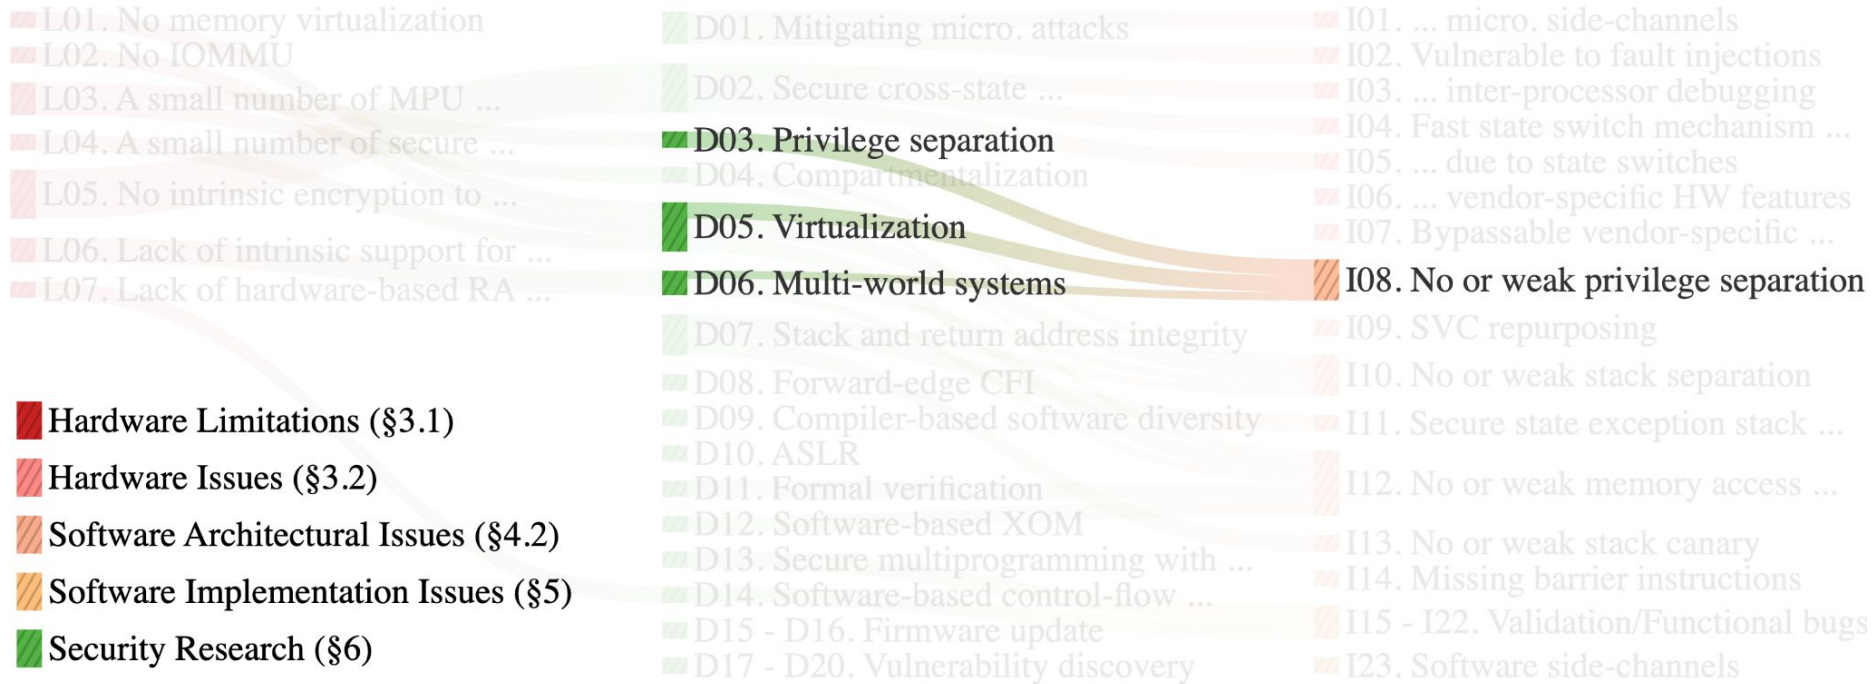 L01. No memory virtualization
L02. No IOMMU
L03. A small number of MPU ...
L04. A small number of secure ...
L05. No intrinsic encryption to ...
L06. Lack of intrinsic support for ...
L07. Lack of hardware-based RA ...
Hardware Limitations (§3.1)
Hardware Issues (§3.2)
Software Architectural Issues (§4.2)
Software Implementation Issues (§5)
Security Research (§6)
D01. Mitigating micro. attacks
D02. Secure cross-state ...
D03. Privilege separation
D04. Compartmentalization
D05. Virtualization
D06. Multi-world systems
D07. Stack and return address integrity
D08. Forward-edge CFI
D09. Compiler-based software diversity
D10. ASLR
D11. Formal verification
D12. Software-based XOM
D13. Secure multiprogramming with ...
D14. Software-based control-flow ...
D15 - D16. Firmware update
D17 - D20. Vulnerability discovery
I01. ... micro. side-channels
I02. Vulnerable to fault injections
I03. ... inter-processor debugging
I04. Fast state switch mechanism ...
I05. ... due to state switches
I06. ... vendor-specific HW features
I07. Bypassable vendor-specific ...
I08. No or weak privilege separation
I09. SVC repurposing
I10. No or weak stack separation
I11. Secure state exception stack ...
I12. No or weak memory access ...
I13. No or weak stack canary
I14. Missing barrier instructions
I15 - I22. Validation/Functional bugs
I23. Software side-channels